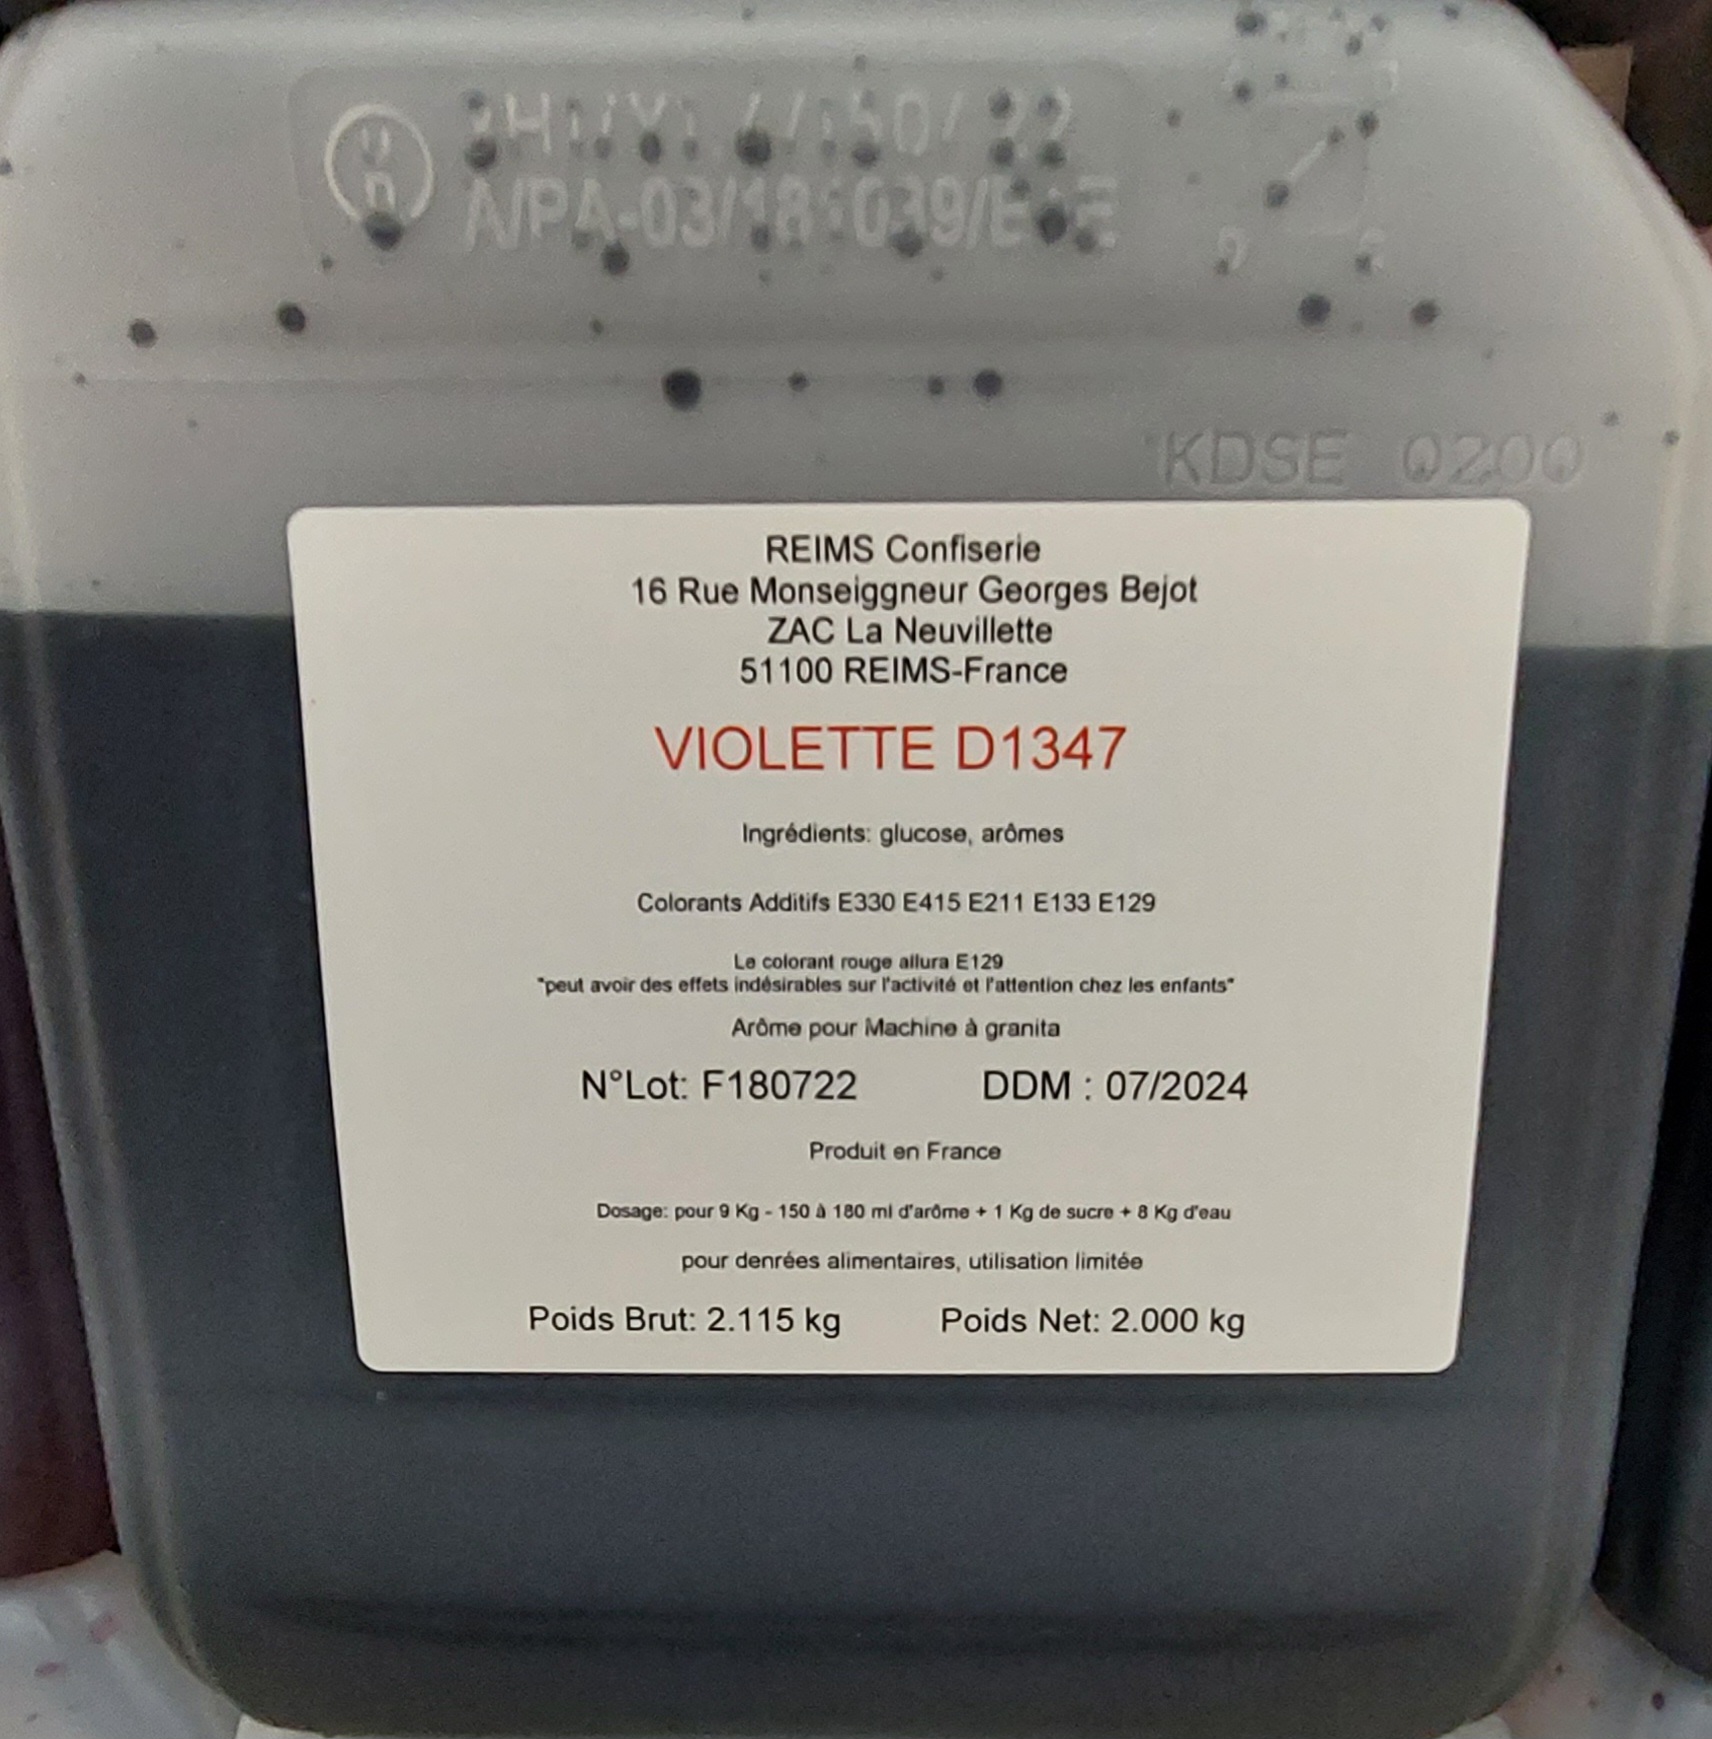 KDSE 0200
REIMS Confiserie
16 Rue Monseiggneur Georges Bejot
ZAC La Neuvillette
51100 REIMS-France
VIOLETTE D1347
Ingrédients: glucose, arômes
Colorants Additifs E330 E415 E211 E133 E129
Le colorant rouge allura E129
"peut avoir des effets indésirables sur l'activité et l'attention chez les enfants"
Arôme pour Machine à granita
N°Lot: F180722 DDM : 07/2024
Produit en France
Dosage: pour 9 Kg - 150 à 180 ml d'arôme + 1 Kg de sucre + 8 Kg d'eau
pour denrées alimentaires, utilisation limitée
Poids Brut: 2.115 kg Poids Net: 2.000 kg